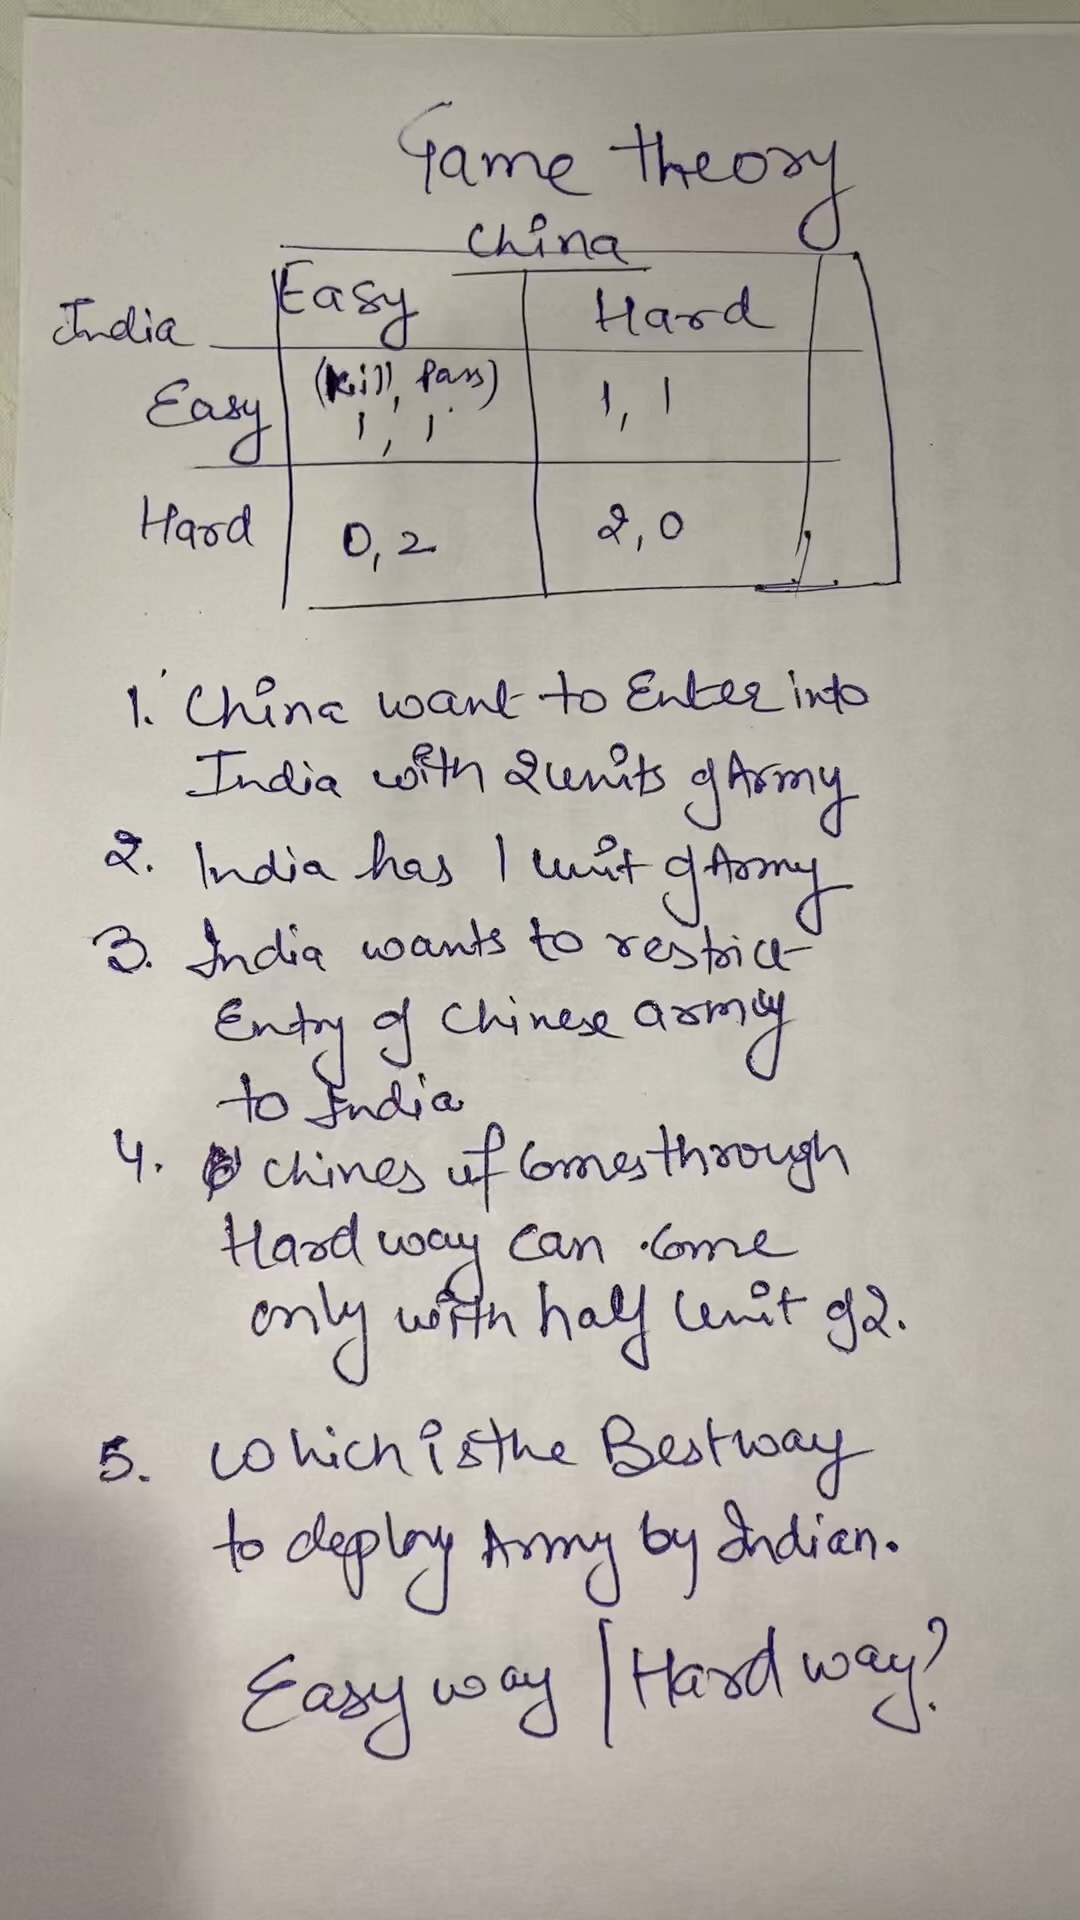 Game theory
China
India Easy Hard
Easy (kill, Pass) 1, 1
1, 1
Hard 0, 2 2, 0
1. China want to Enter into
India with 2 units of Army
2. India has 1 unit of Army
3. India wants to restrict
Entry of Chinese army
to India
4. Chines if Comes through
Hard way can come
only with half Unit of 2.
5. which is the Best way
to deploy Army by Indian.
Easy way | Hard way?